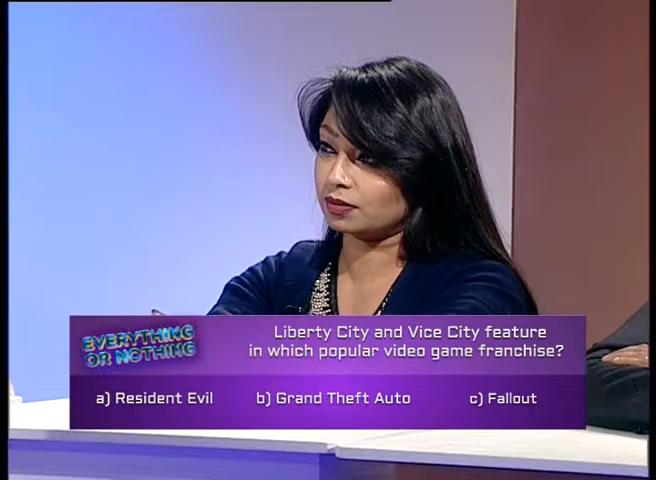 EVERYTHING
OR NOTHING
Liberty City and Vice City feature
in which popular video game franchise?
a) Resident Evil b) Grand Theft Auto c) Fallout